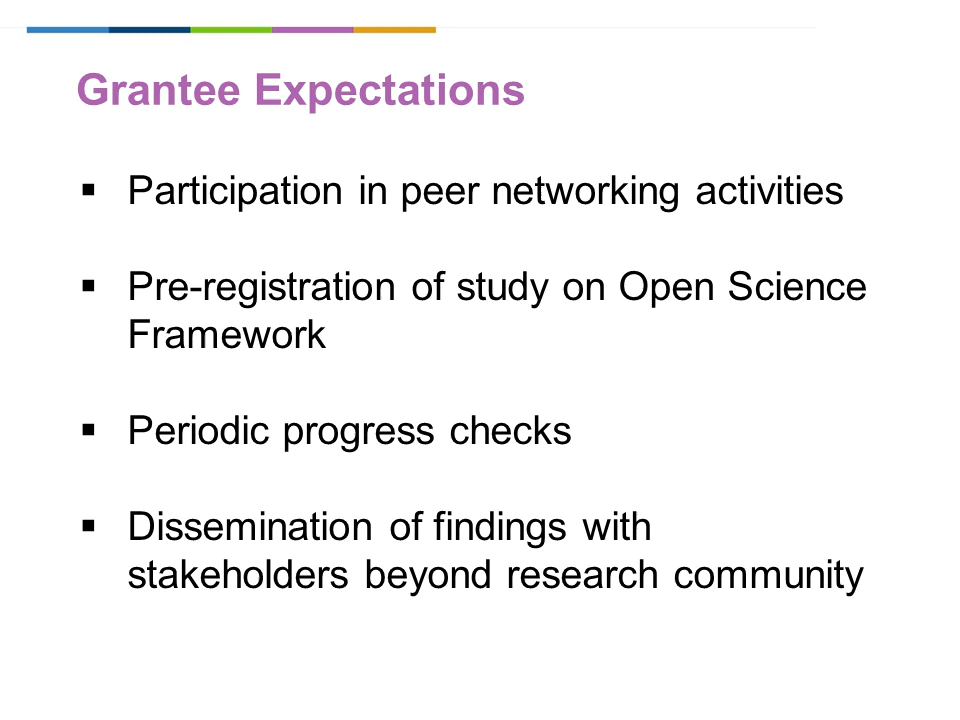 Grantee Expectations
▪ Participation in peer networking activities
▪ Pre-registration of study on Open Science
Framework
▪ Periodic progress checks
▪ Dissemination of findings with
stakeholders beyond research community